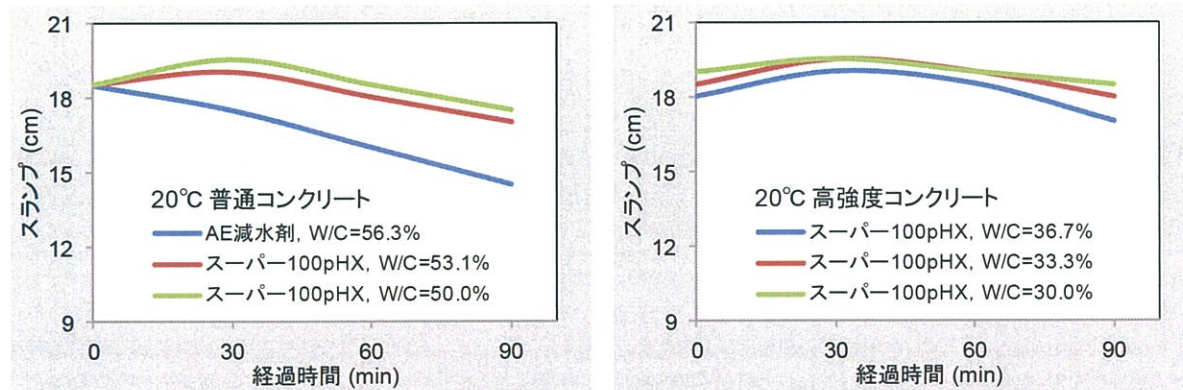 21
18
15
12
9
スランプ (cm)
20℃ 普通コンクリート
AE減水剤, W/C=56.3%
スーパー100pHX, W/C=53.1%
スーパー100pHX, W/C=50.0%
0 30 60 90
経過時間 (min)
21
18
15
12
9
スランプ (cm)
20℃ 高強度コンクリート
スーパー100pHX, W/C=36.7%
スーパー100pHX, W/C=33.3%
スーパー100pHX, W/C=30.0%
0 30 60 90
経過時間 (min)